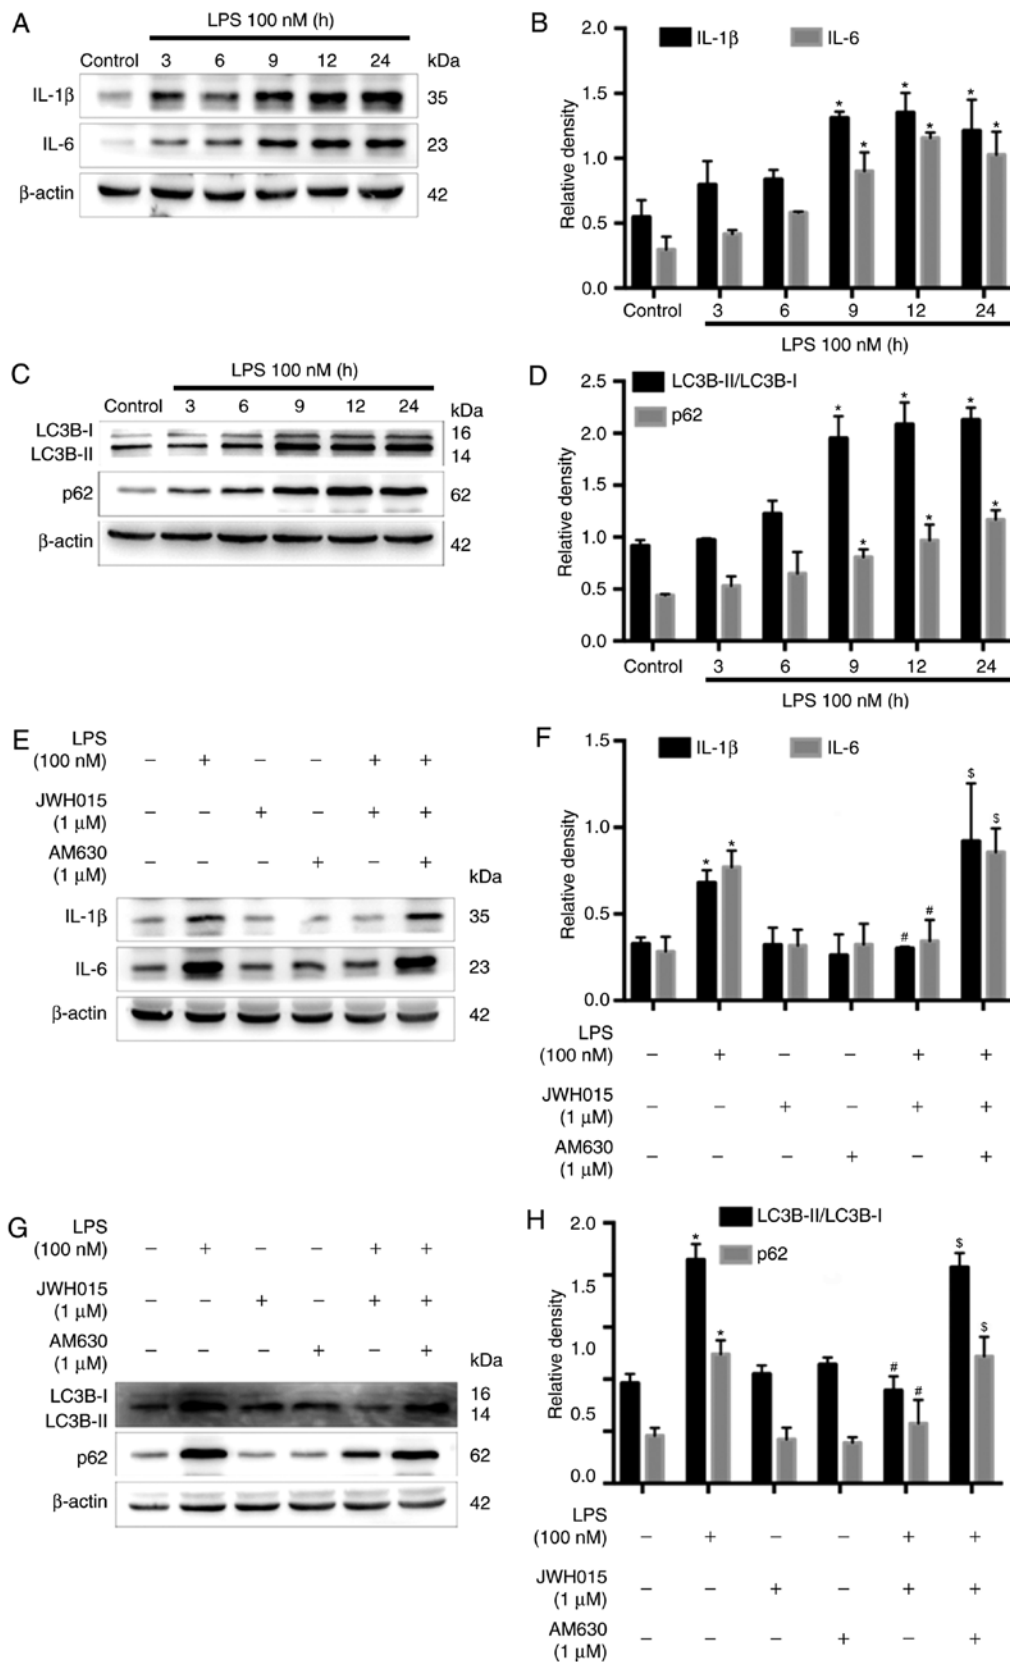 A
LPS 100 nM (h)
Control 3 6 9 12 24 kDa
IL-1β 35
IL-6 23
β-actin 42
B
2.0
IL-1β IL-6
1.5
1.0
0.5
0.0
Relative density
* * * * * *
Control 3 6 9 12 24
LPS 100 nM (h)
C
LPS 100 nM (h)
Control 3 6 9 12 24 kDa
LC3B-I 16
LC3B-II 14
p62 62
β-actin 42
D
2.5
LC3B-II/LC3B-I
p62
2.0
1.5
1.0
0.5
0.0
Relative density
* * * * * *
Control 3 6 9 12 24
LPS 100 nM (h)
E
LPS
(100 nM) – + – – + +
JWH015
(1 μM) – – + – + +
AM630
(1 μM) – – – + – +
kDa
IL-1β 35
IL-6 23
β-actin 42
F
1.5
IL-1β IL-6
1.0
0.5
0.0
Relative density
* * # # $ $
LPS
(100 nM) – + – – + +
JWH015
(1 μM) – – + – + +
AM630
(1 μM) – – – + – +
G
LPS
(100 nM) – + – – + +
JWH015
(1 μM) – – + – + +
AM630
(1 μM) – – – + – +
kDa
LC3B-I 16
LC3B-II 14
p62 62
β-actin 42
H
2.0
LC3B-II/LC3B-I
p62
1.5
1.0
0.5
0.0
Relative density
* * # # $ $
LPS
(100 nM) – + – – + +
JWH015
(1 μM) – – + – + +
AM630
(1 μM) – – – + – +